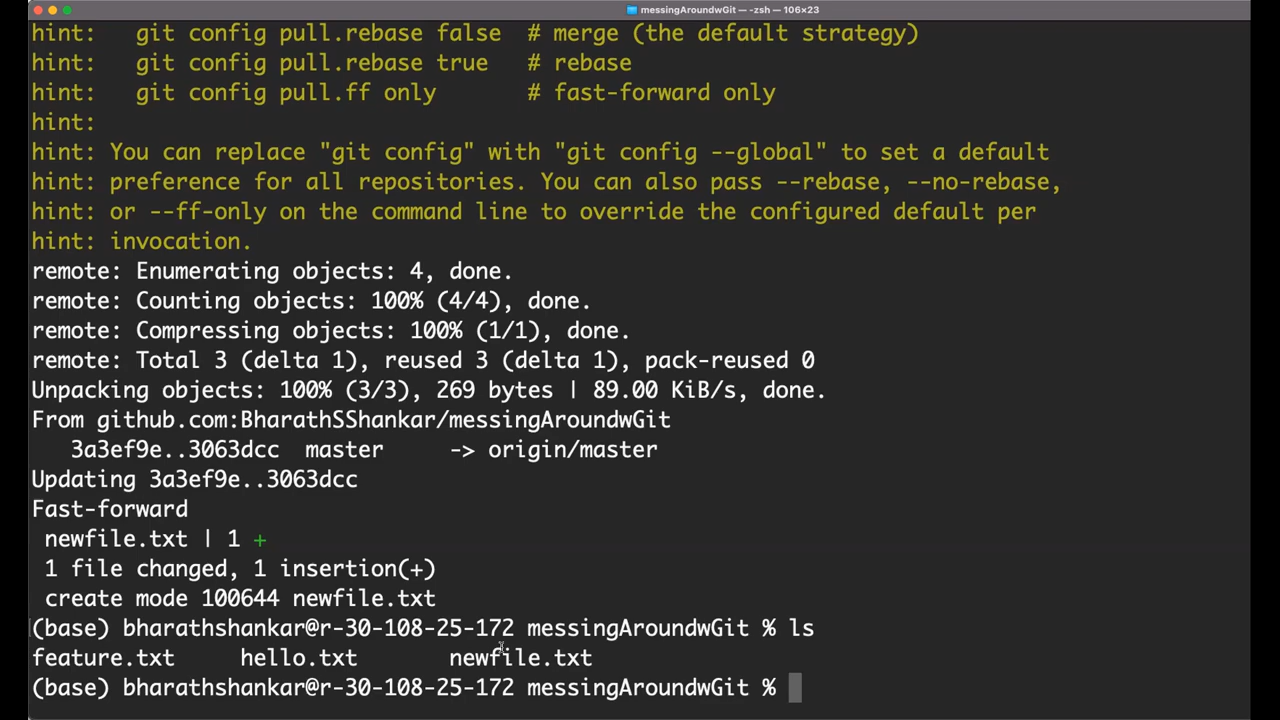 messingAroundwGit — -zsh — 106×23
hint:   git config pull.rebase false  # merge (the default strategy)
hint:   git config pull.rebase true   # rebase
hint:   git config pull.ff only       # fast-forward only
hint:
hint: You can replace "git config" with "git config --global" to set a default
hint: preference for all repositories. You can also pass --rebase, --no-rebase,
hint: or --ff-only on the command line to override the configured default per
hint: invocation.
remote: Enumerating objects: 4, done.
remote: Counting objects: 100% (4/4), done.
remote: Compressing objects: 100% (1/1), done.
remote: Total 3 (delta 1), reused 3 (delta 1), pack-reused 0
Unpacking objects: 100% (3/3), 269 bytes | 89.00 KiB/s, done.
From github.com:BharathSShankar/messingAroundwGit
   3a3ef9e..3063dcc  master     -> origin/master
Updating 3a3ef9e..3063dcc
Fast-forward
 newfile.txt | 1 +
 1 file changed, 1 insertion(+)
 create mode 100644 newfile.txt
(base) bharathshankar@r-30-108-25-172 messingAroundwGit % ls
feature.txt     hello.txt       newfile.txt
(base) bharathshankar@r-30-108-25-172 messingAroundwGit %